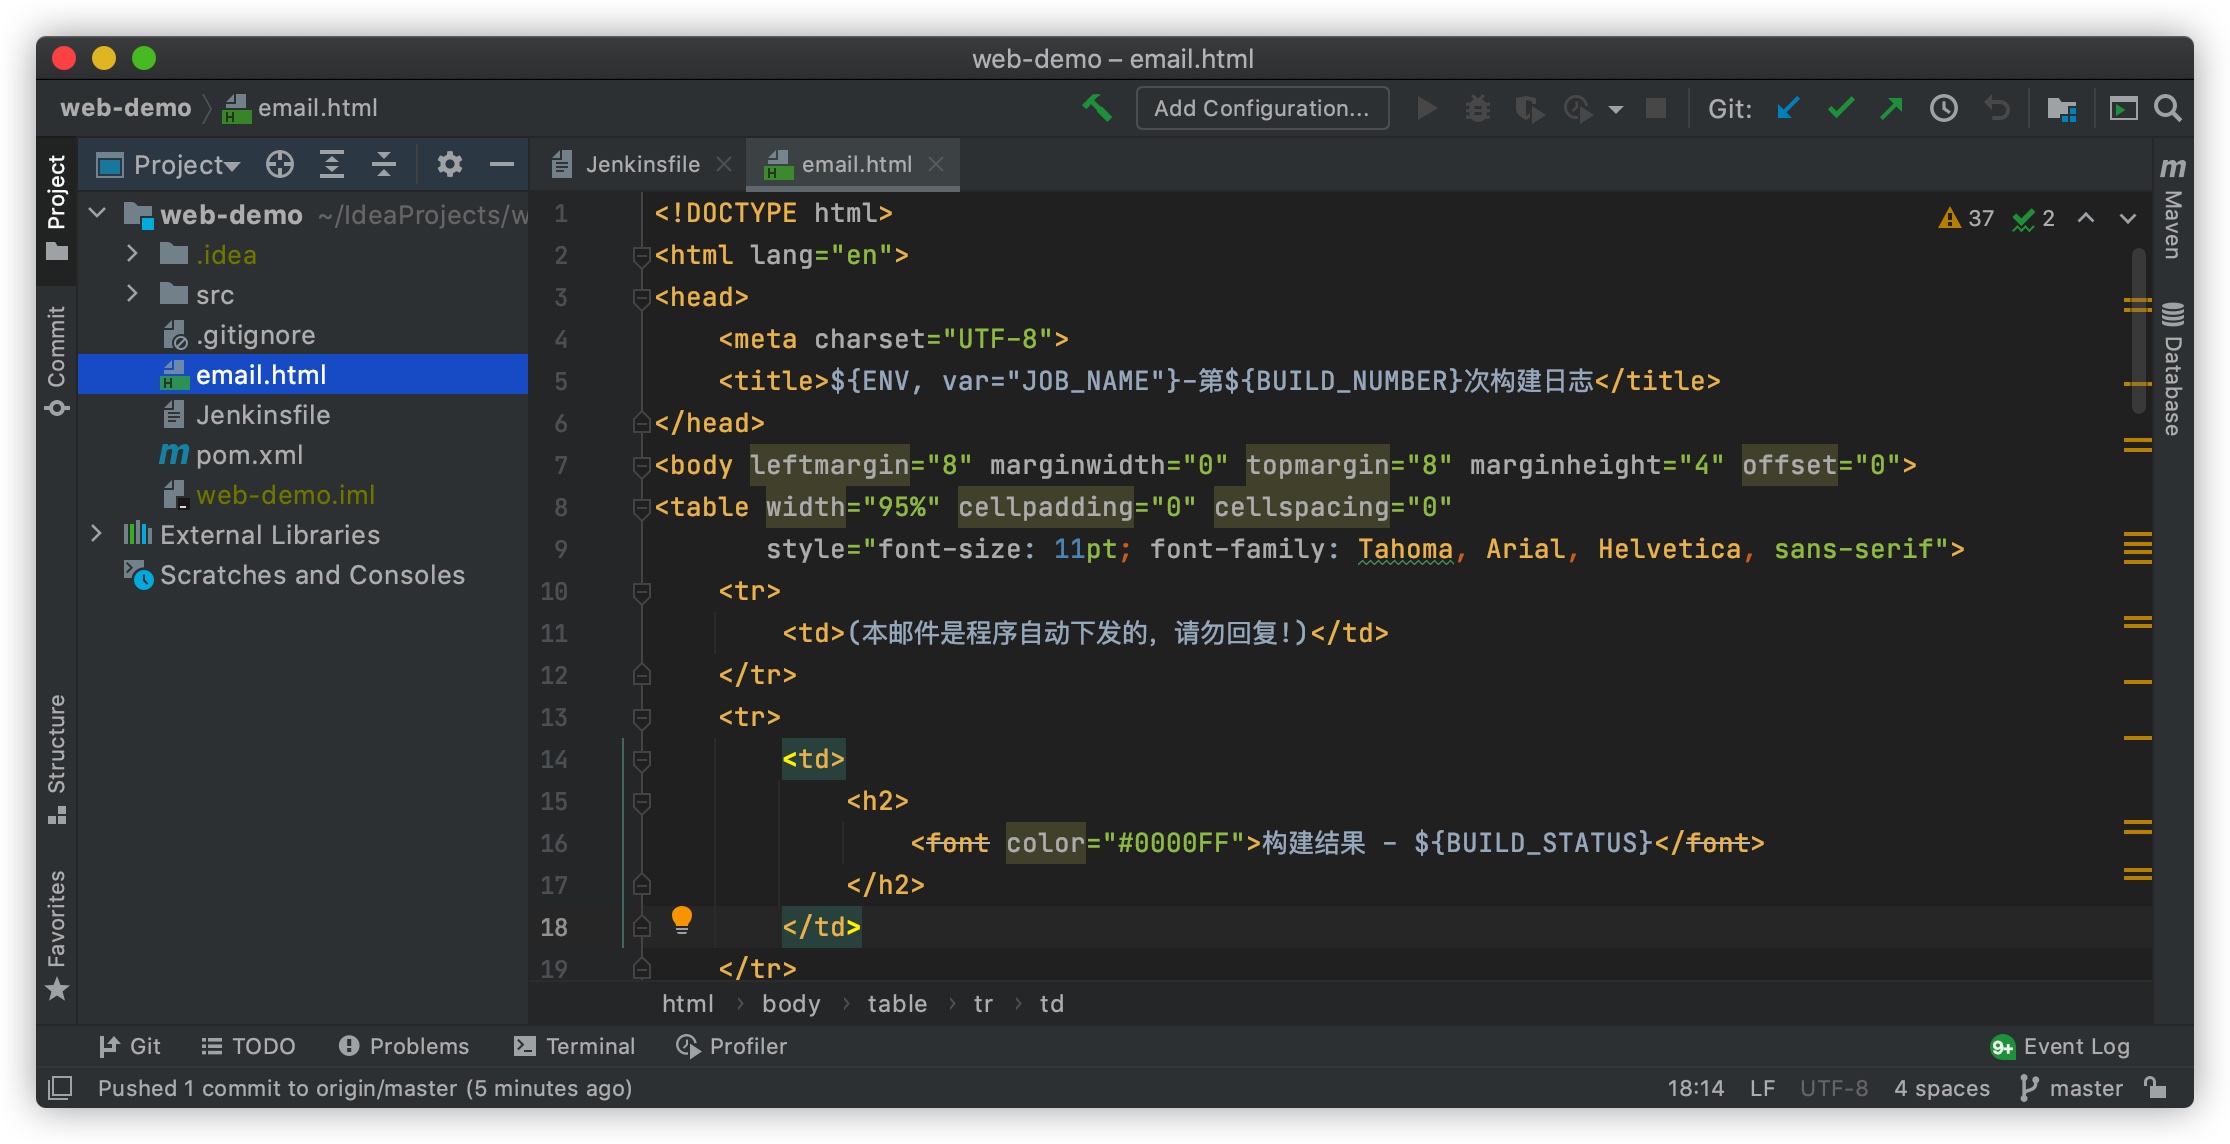 web-demo – email.html
web-demo email.html
Add Configuration...
Git:
Project
Jenkinsfile
email.html
Project
Commit
Structure
Favorites
web-demo ~/IdeaProjects/w
.idea
src
.gitignore
email.html
Jenkinsfile
pom.xml
web-demo.iml
External Libraries
Scratches and Consoles
37 2
1 <!DOCTYPE html>
2 <html lang="en">
3 <head>
4 <meta charset="UTF-8">
5 <title>${ENV, var="JOB_NAME"}-第${BUILD_NUMBER}次构建日志</title>
6 </head>
7 <body leftmargin="8" marginwidth="0" topmargin="8" marginheight="4" offset="0">
8 <table width="95%" cellpadding="0" cellspacing="0"
9 style="font-size: 11pt; font-family: Tahoma, Arial, Helvetica, sans-serif">
10 <tr>
11 <td>(本邮件是程序自动下发的，请勿回复!)</td>
12 </tr>
13 <tr>
14 <td>
15 <h2>
16 <font color="#0000FF">构建结果 - ${BUILD_STATUS}</font>
17 </h2>
18 </td>
19 </tr>
html › body › table › tr › td
m Maven
Database
Git TODO Problems Terminal Profiler
9+ Event Log
Pushed 1 commit to origin/master (5 minutes ago)
18:14 LF UTF-8 4 spaces master